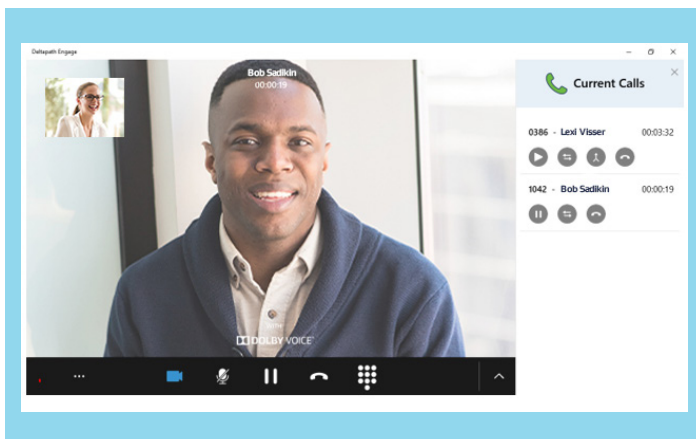 Deltapath Engage
Bob Sadikin
00:00:19
DOLBY VOICE
Current Calls
0386 - Lexi Visser 00:03:32
1042 - Bob Sadikin 00:00:19